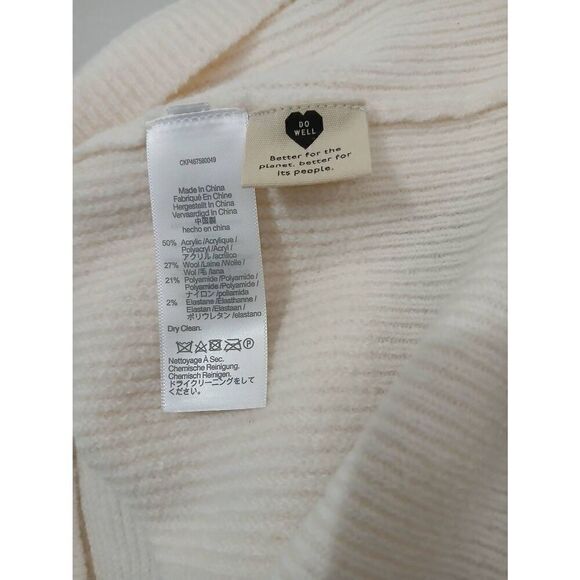 DO
WELL
Better for the
planet, better for
its people.
CKP467580049
Made in China
Fabriqué En Chine
Hergestellt In China
Vervaardigd In China
中国製
hecho en china
50% Acrylic /Acrylique /
Polyacryl /Acryl /
アクリル /acrílico
27% Wool /Laine /Wolle /
Wol /毛 /lana
21% Polyamide /Polyamide /
Polyamide /Polyamide /
ナイロン /poliamida
2% Elastane /Elasthanne /
Elastan /Elastaan /
ポリウレタン /elastano
Dry Clean.
P
Nettoyage À Sec.
Chemische Reinigung.
Chemisch Reinigen.
ドライクリーニングをして
ください。